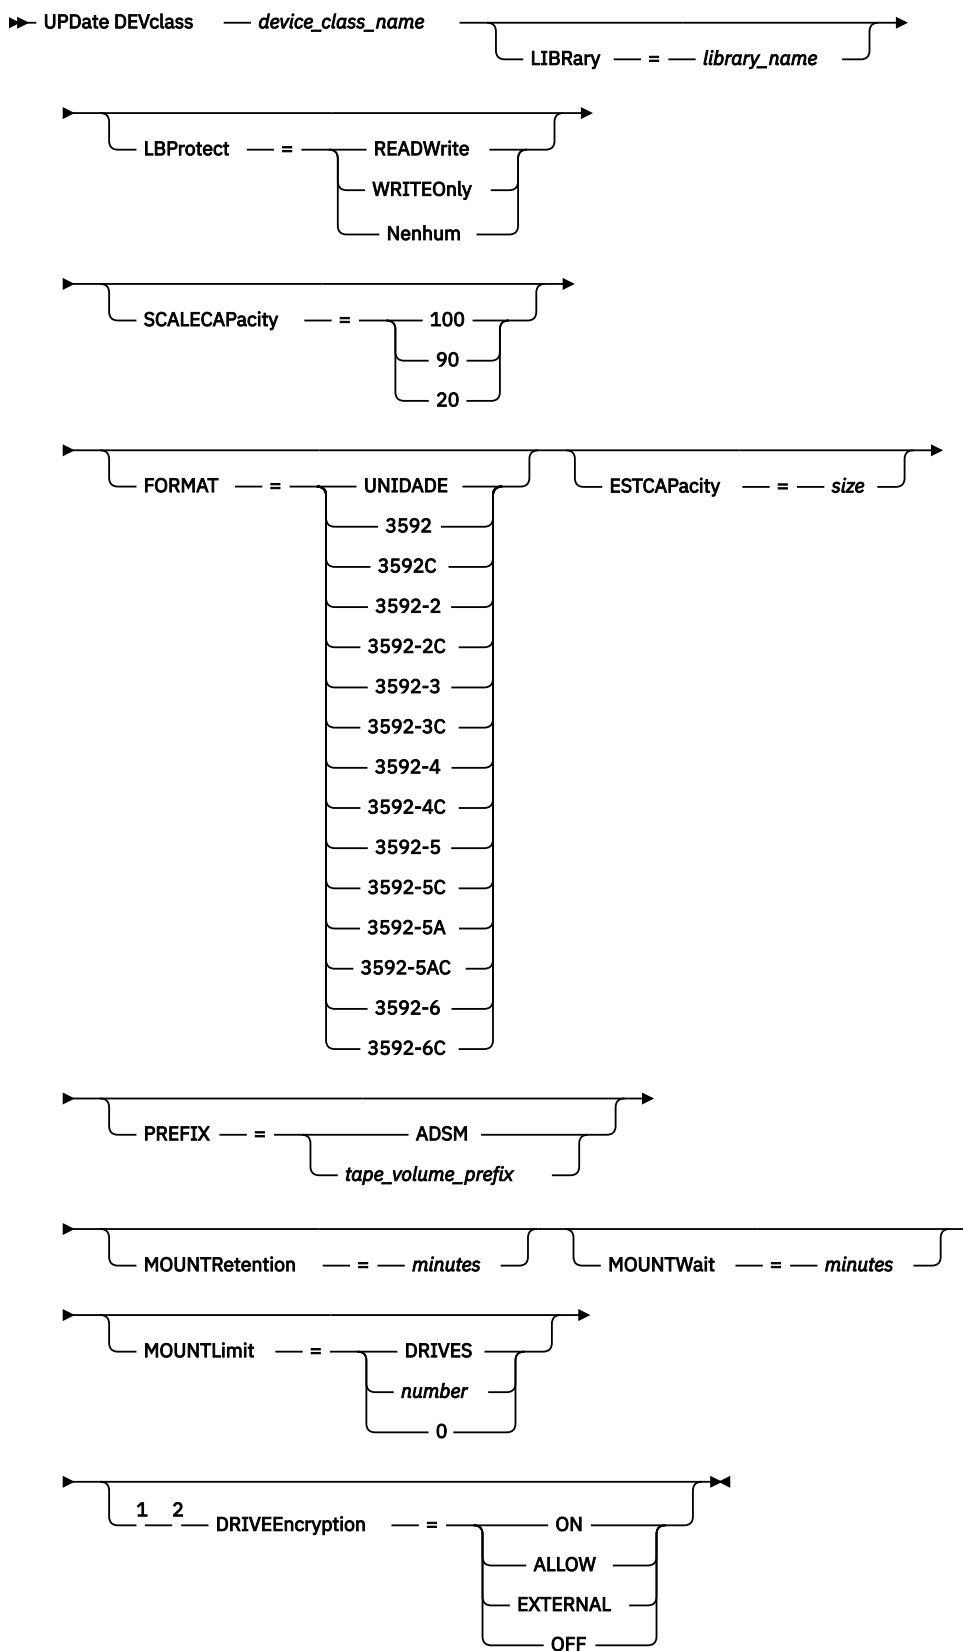 UPDate DEVclass device_class_name
LIBRary = library_name
LBProtect = READWrite
WRITEOnly
Nenhum
SCALECAPacity = 100
90
20
FORMAT = UNIDADE ESTCAPacity = size
3592
3592C
3592-2
3592-2C
3592-3
3592-3C
3592-4
3592-4C
3592-5
3592-5C
3592-5A
3592-5AC
3592-6
3592-6C
PREFIX = ADSM
tape_volume_prefix
MOUNTRetention = minutes MOUNTWait = minutes
MOUNTLimit = DRIVES
number
0
1 2 DRIVEEncryption = ON
ALLOW
EXTERNAL
OFF